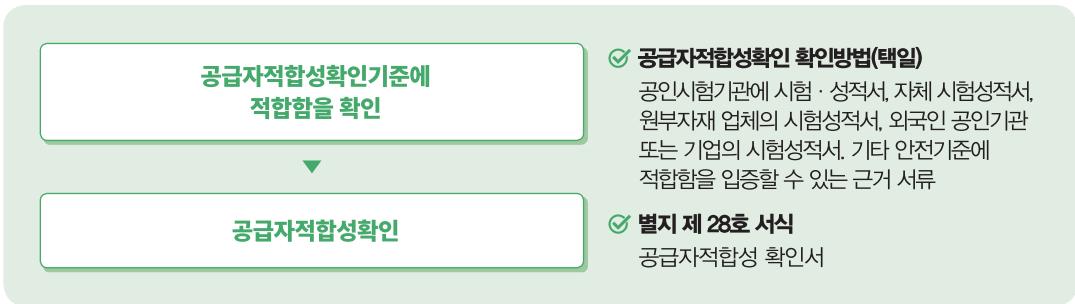 공급자적합성확인기준에
적합함을 확인
공급자적합성확인
공급자적합성확인 확인방법(택일)
공인시험기관에 시험 · 성적서, 자체 시험성적서,
원부자재 업체의 시험성적서, 외국인 공인기관
또는 기업의 시험성적서. 기타 안전기준에
적합함을 입증할 수 있는 근거 서류
별지 제 28호 서식
공급자적합성 확인서